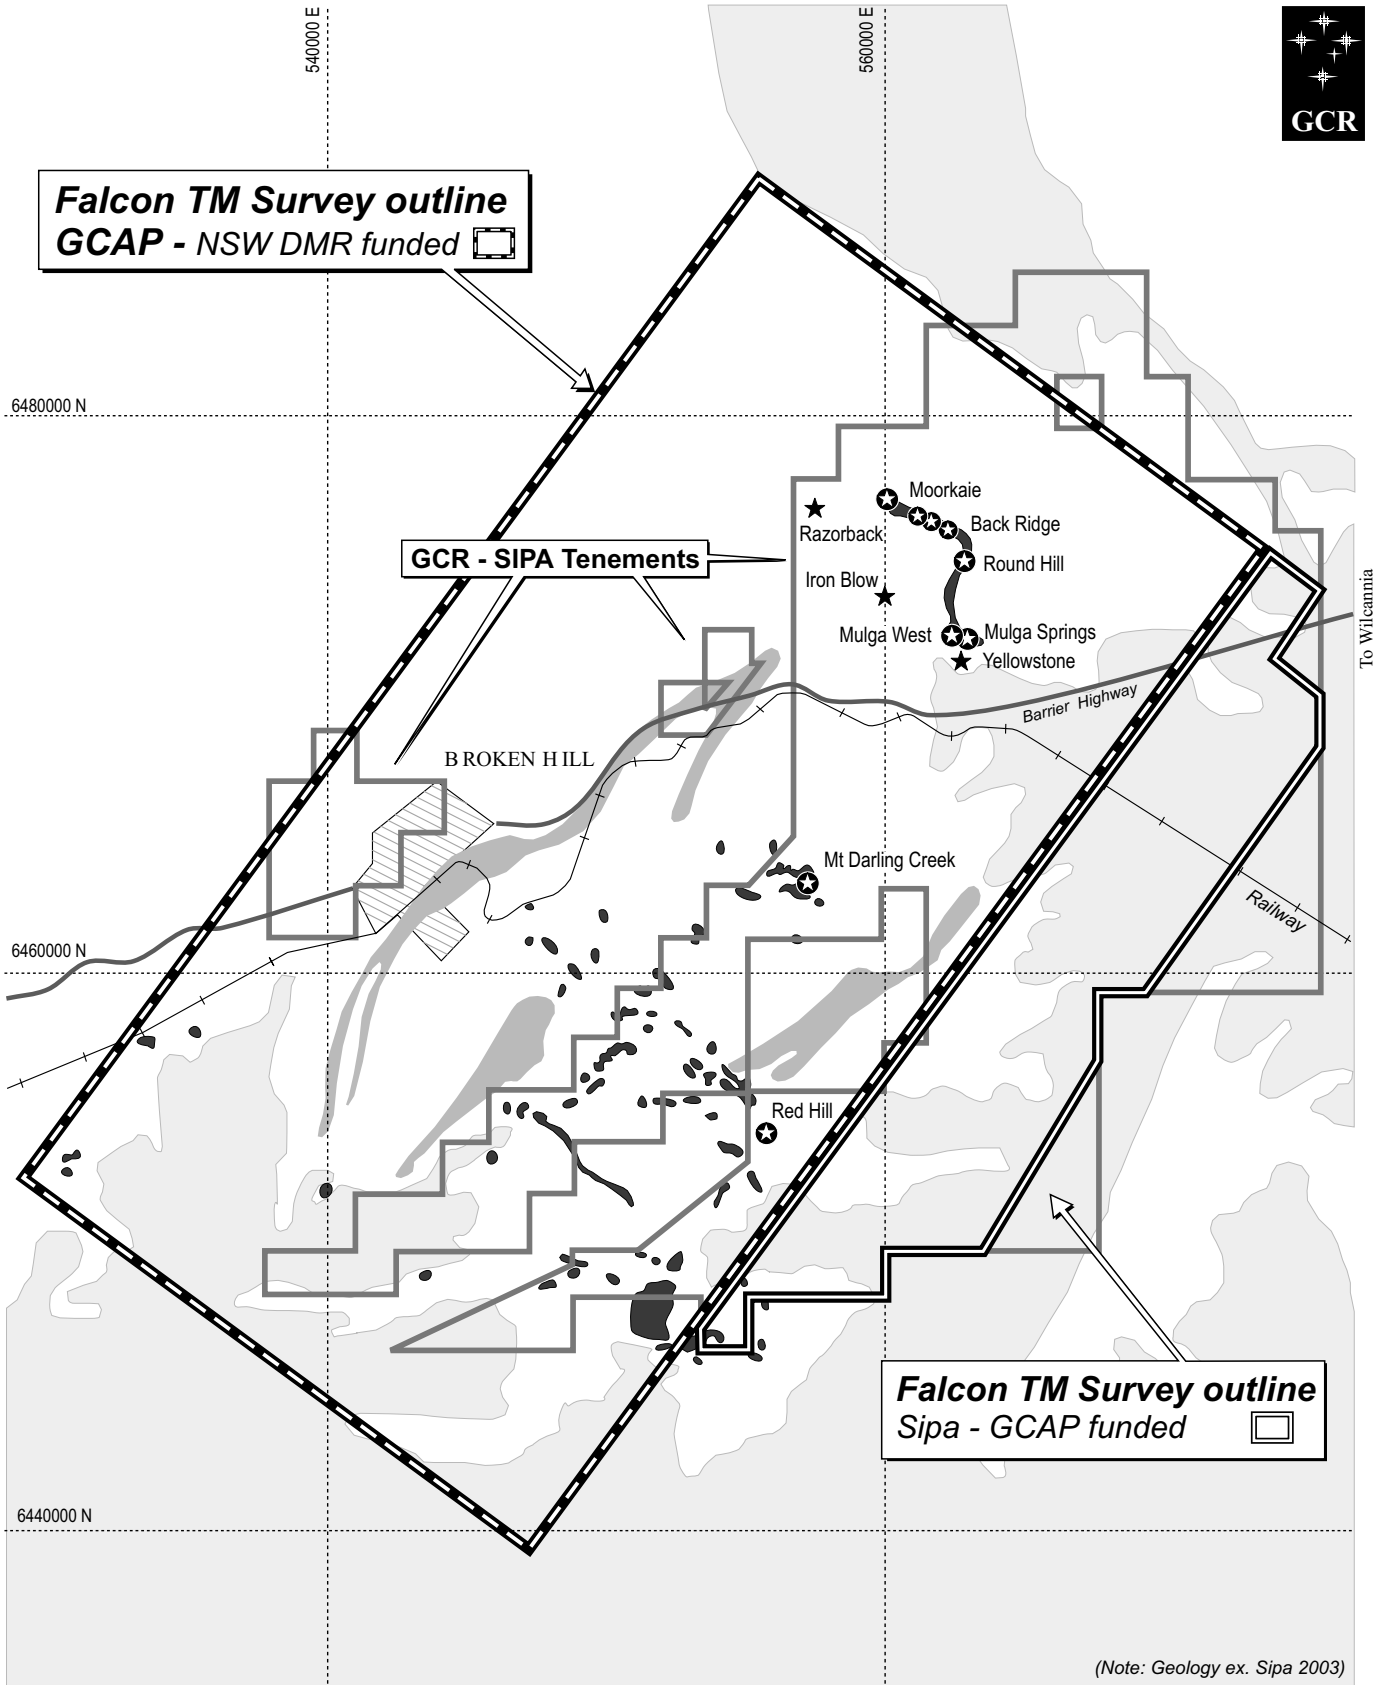 540000 E
560000 E
GCR
Falcon TM Survey outline
GCAP - NSW DMR funded
6480000 N
Moorkaie
Razorback
Back Ridge
GCR - SIPA Tenements
Round Hill
Iron Blow
To Wilcannia
Mulga West
Mulga Springs
Yellowstone
Barrier Highway
BROKEN HILL
Mt Darling Creek
Railway
6460000 N
Red Hill
Falcon TM Survey outline
Sipa - GCAP funded
6440000 N
(Note: Geology ex. Sipa 2003)